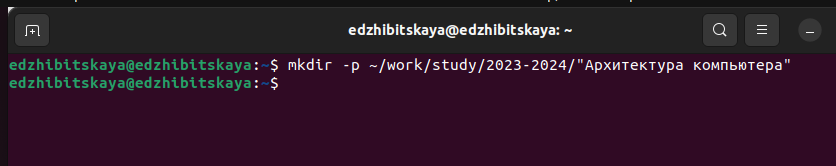 edzhibitskaya@edzhibitskaya: ~
edzhibitskaya@edzhibitskaya:~$ mkdir -p ~/work/study/2023-2024/"Архитектура компьютера"
edzhibitskaya@edzhibitskaya:~$